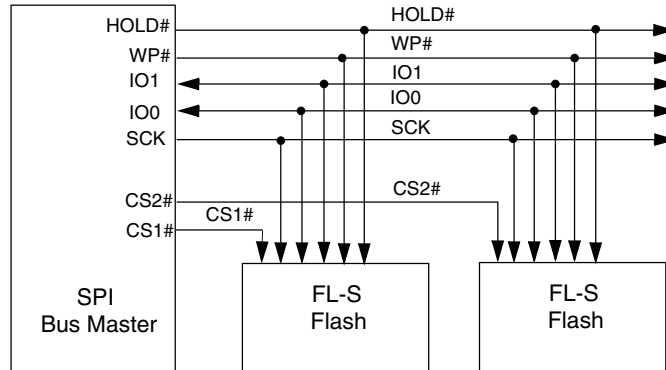 HOLD# HOLD#
WP# WP#
IO1 IO1
IO0 IO0
SCK SCK
CS2# CS2#
CS1# CS1#
SPI
Bus Master
FL-S
Flash
FL-S
Flash